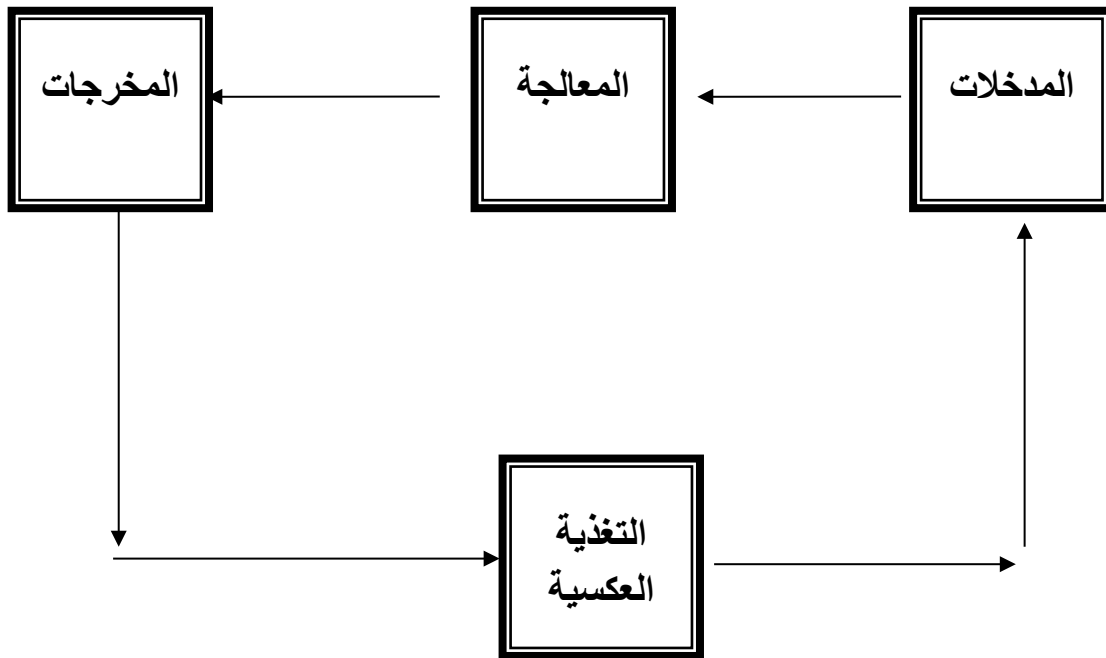 المدخلات
المعالجة
المخرجات
التغذية
العكسية